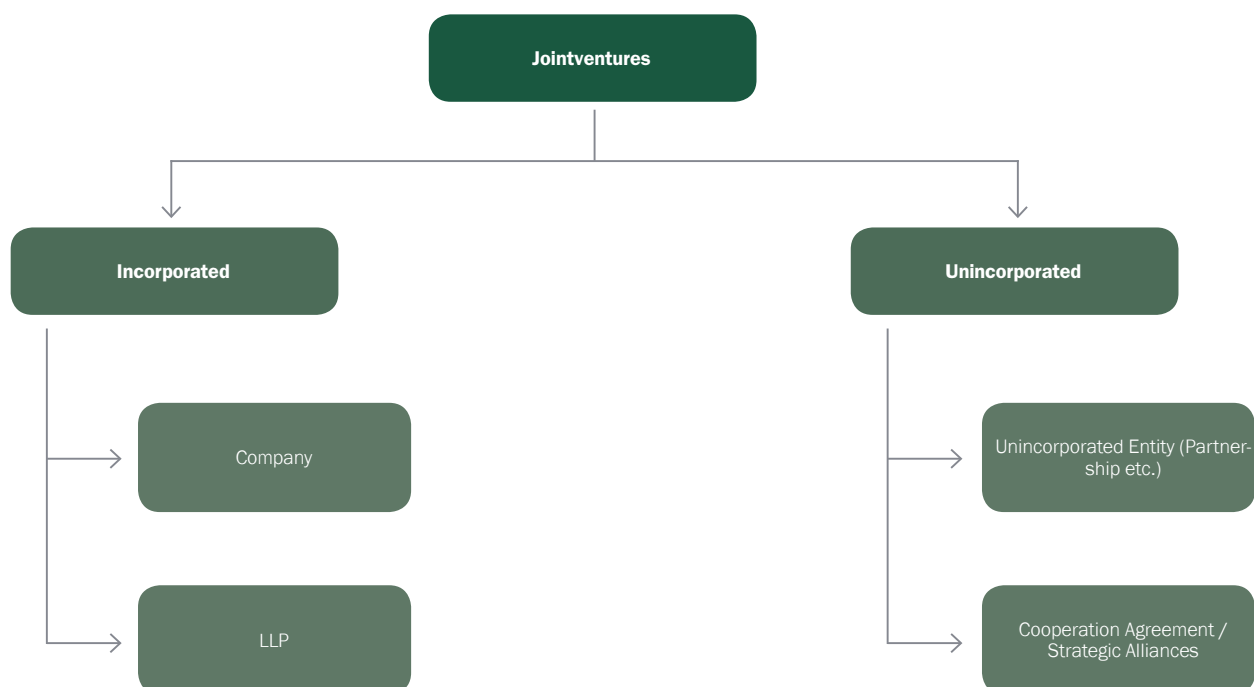 Jointventures
Incorporated
Unincorporated
Company
Unincorporated Entity (Partner-
ship etc.)
LLP
Cooperation Agreement /
Strategic Alliances